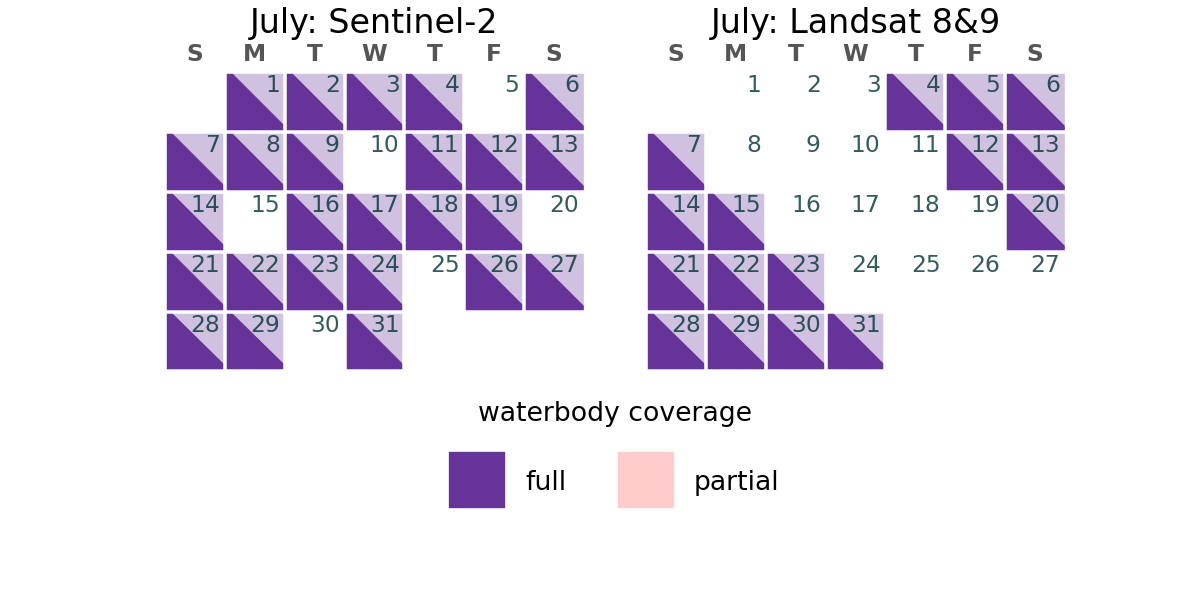 July: Sentinel-2
S M T W T F S
1 2 3 4 5 6
7 8 9 10 11 12 13
14 15 16 17 18 19 20
21 22 23 24 25 26 27
28 29 30 31
July: Landsat 8&9
S M T W T F S
1 2 3 4 5 6
7 8 9 10 11 12 13
14 15 16 17 18 19 20
21 22 23 24 25 26 27
28 29 30 31
waterbody coverage
full partial